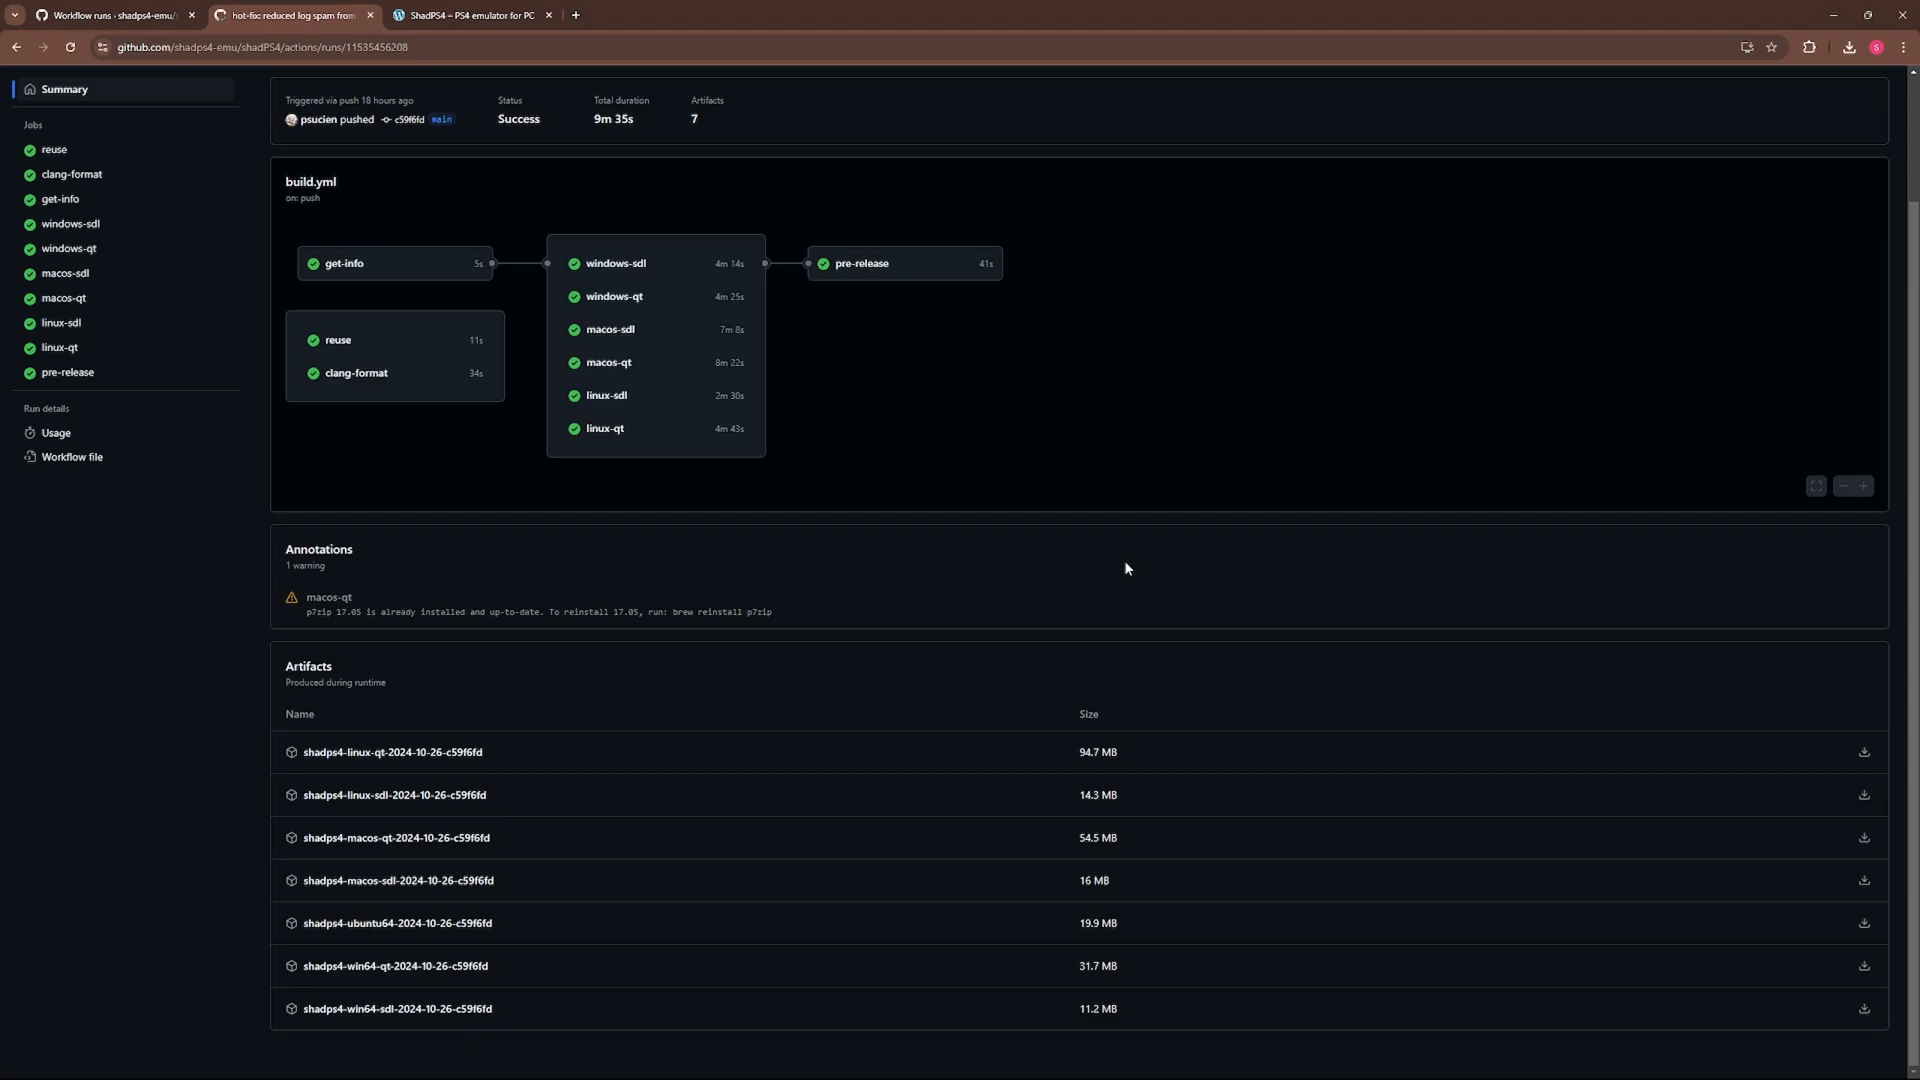 Workflow runs · shadps4-emu/s
hot-fix: reduced log spam from
ShadPS4 – PS4 emulator for PC
github.com/shadps4-emu/shadPS4/actions/runs/11535456208
S
Summary
Jobs
reuse
clang-format
get-info
windows-sdl
windows-qt
macos-sdl
macos-qt
linux-sdl
linux-qt
pre-release
Run details
Usage
Workflow file
Triggered via push 18 hours ago
psucien pushed c59f6fd main
Status
Success
Total duration
9m 35s
Artifacts
7
build.yml
on: push
get-info 5s
reuse 11s
clang-format 34s
windows-sdl 4m 14s
windows-qt 4m 25s
macos-sdl 7m 8s
macos-qt 8m 22s
linux-sdl 2m 30s
linux-qt 4m 43s
pre-release 41s
Annotations
1 warning
macos-qt
p7zip 17.05 is already installed and up-to-date. To reinstall 17.05, run: brew reinstall p7zip
Artifacts
Produced during runtime
Name Size
shadps4-linux-qt-2024-10-26-c59f6fd 94.7 MB
shadps4-linux-sdl-2024-10-26-c59f6fd 14.3 MB
shadps4-macos-qt-2024-10-26-c59f6fd 54.5 MB
shadps4-macos-sdl-2024-10-26-c59f6fd 16 MB
shadps4-ubuntu64-2024-10-26-c59f6fd 19.9 MB
shadps4-win64-qt-2024-10-26-c59f6fd 31.7 MB
shadps4-win64-sdl-2024-10-26-c59f6fd 11.2 MB